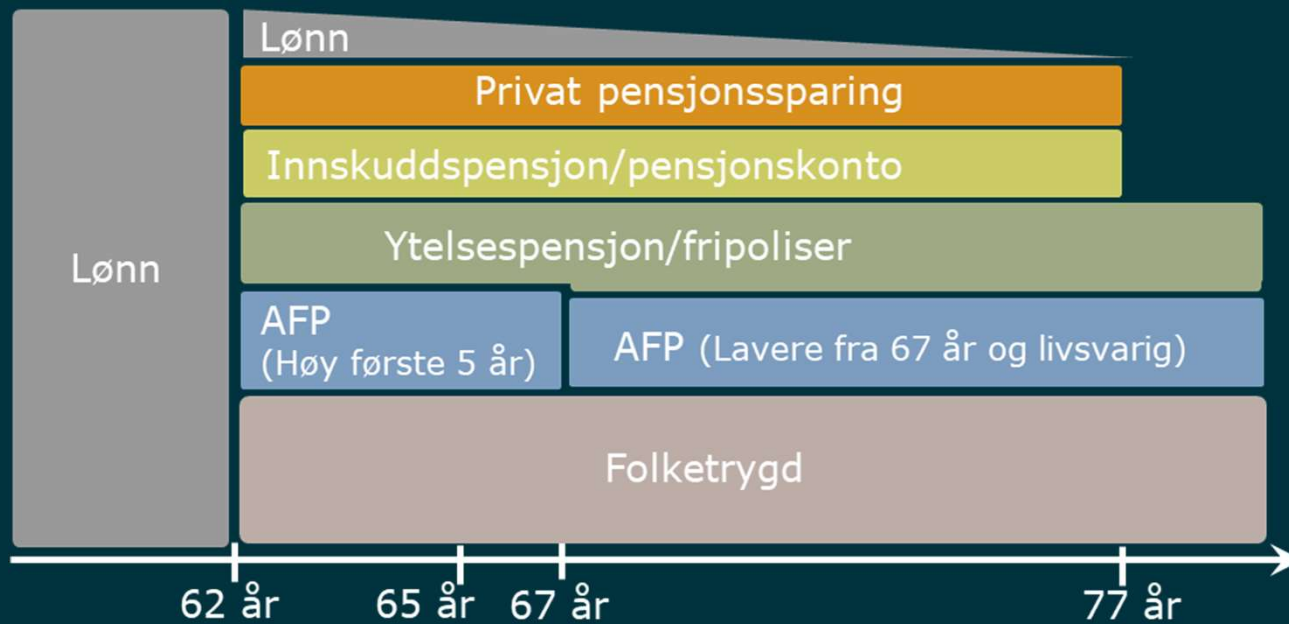 Lønn
Lønn
Privat pensjonssparing
Innskuddspensjon/pensjonskonto
Ytelsespensjon/fripoliser
AFP
(Høy første 5 år)
AFP (Lavere fra 67 år og livsvarig)
Folketrygd
62 år 65 år 67 år 77 år